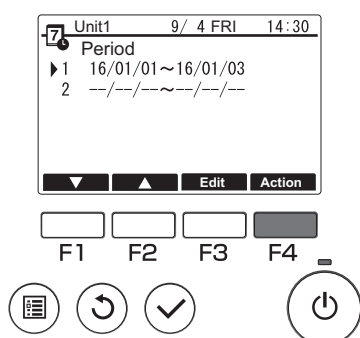 7 Unit1 9/ 4 FRI 14:30
Period
1 16/01/01~16/01/03
2 --/--/--~--/--/--
Edit Action
F1 F2 F3 F4